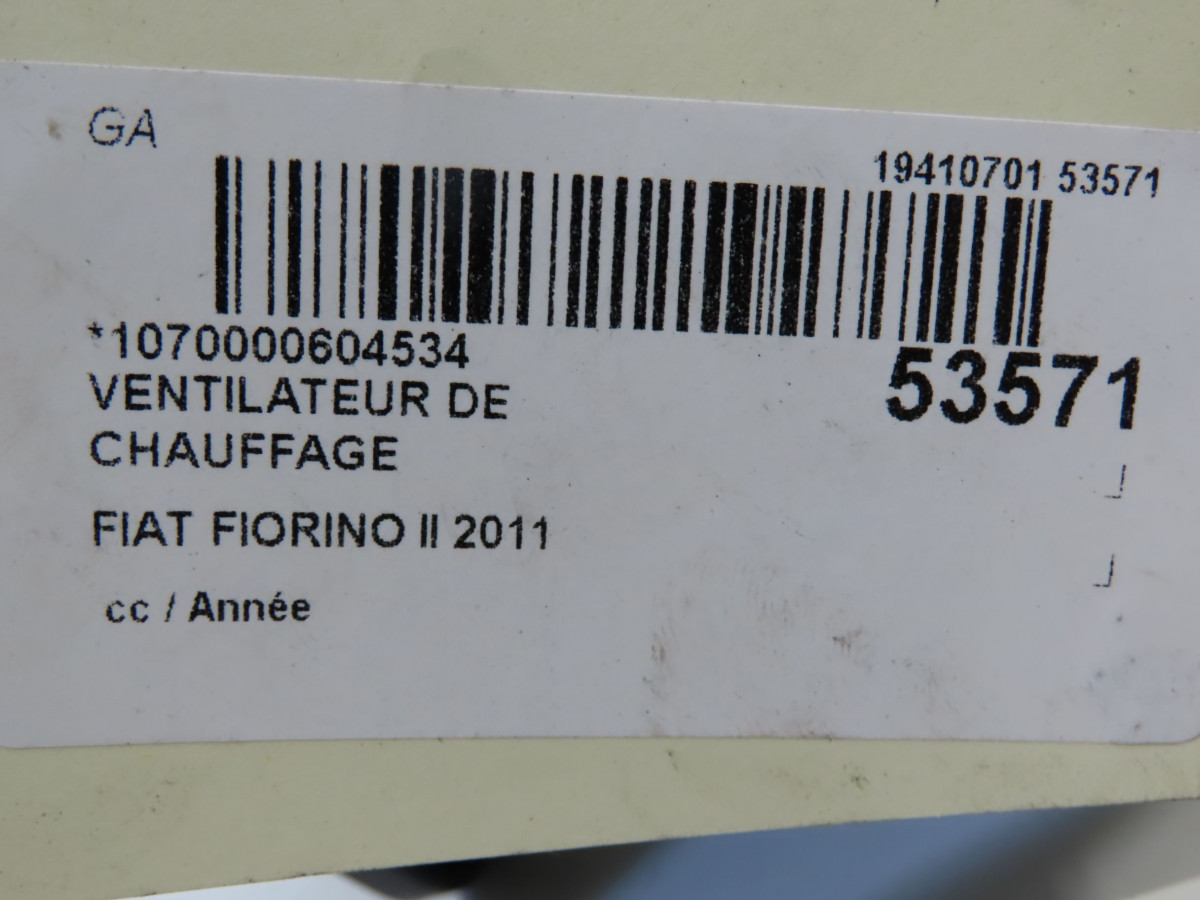 GA
19410701 53571
*1070000604534
53571
VENTILATEUR DE
CHAUFFAGE
FIAT FIORINO II 2011
cc / Année